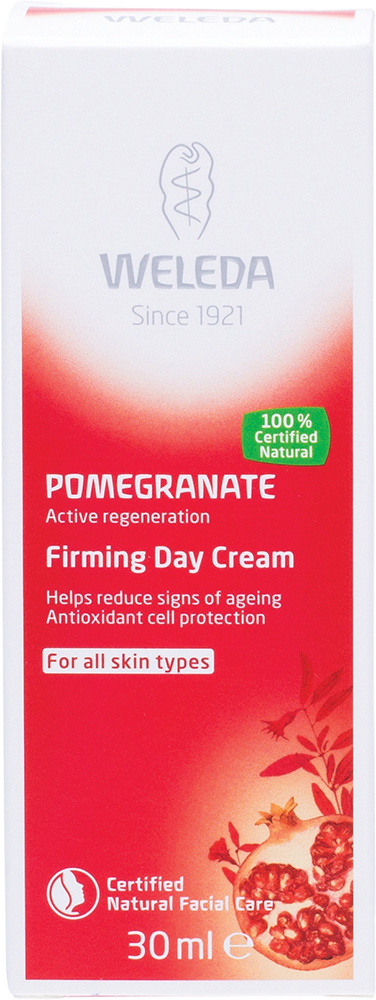 WELEDA
Since 1921
100 %
Certified
Natural
POMEGRANATE
Active regeneration
Firming Day Cream
Helps reduce signs of ageing
Antioxidant cell protection
For all skin types
Certified
Natural Facial Care
30 ml ℮